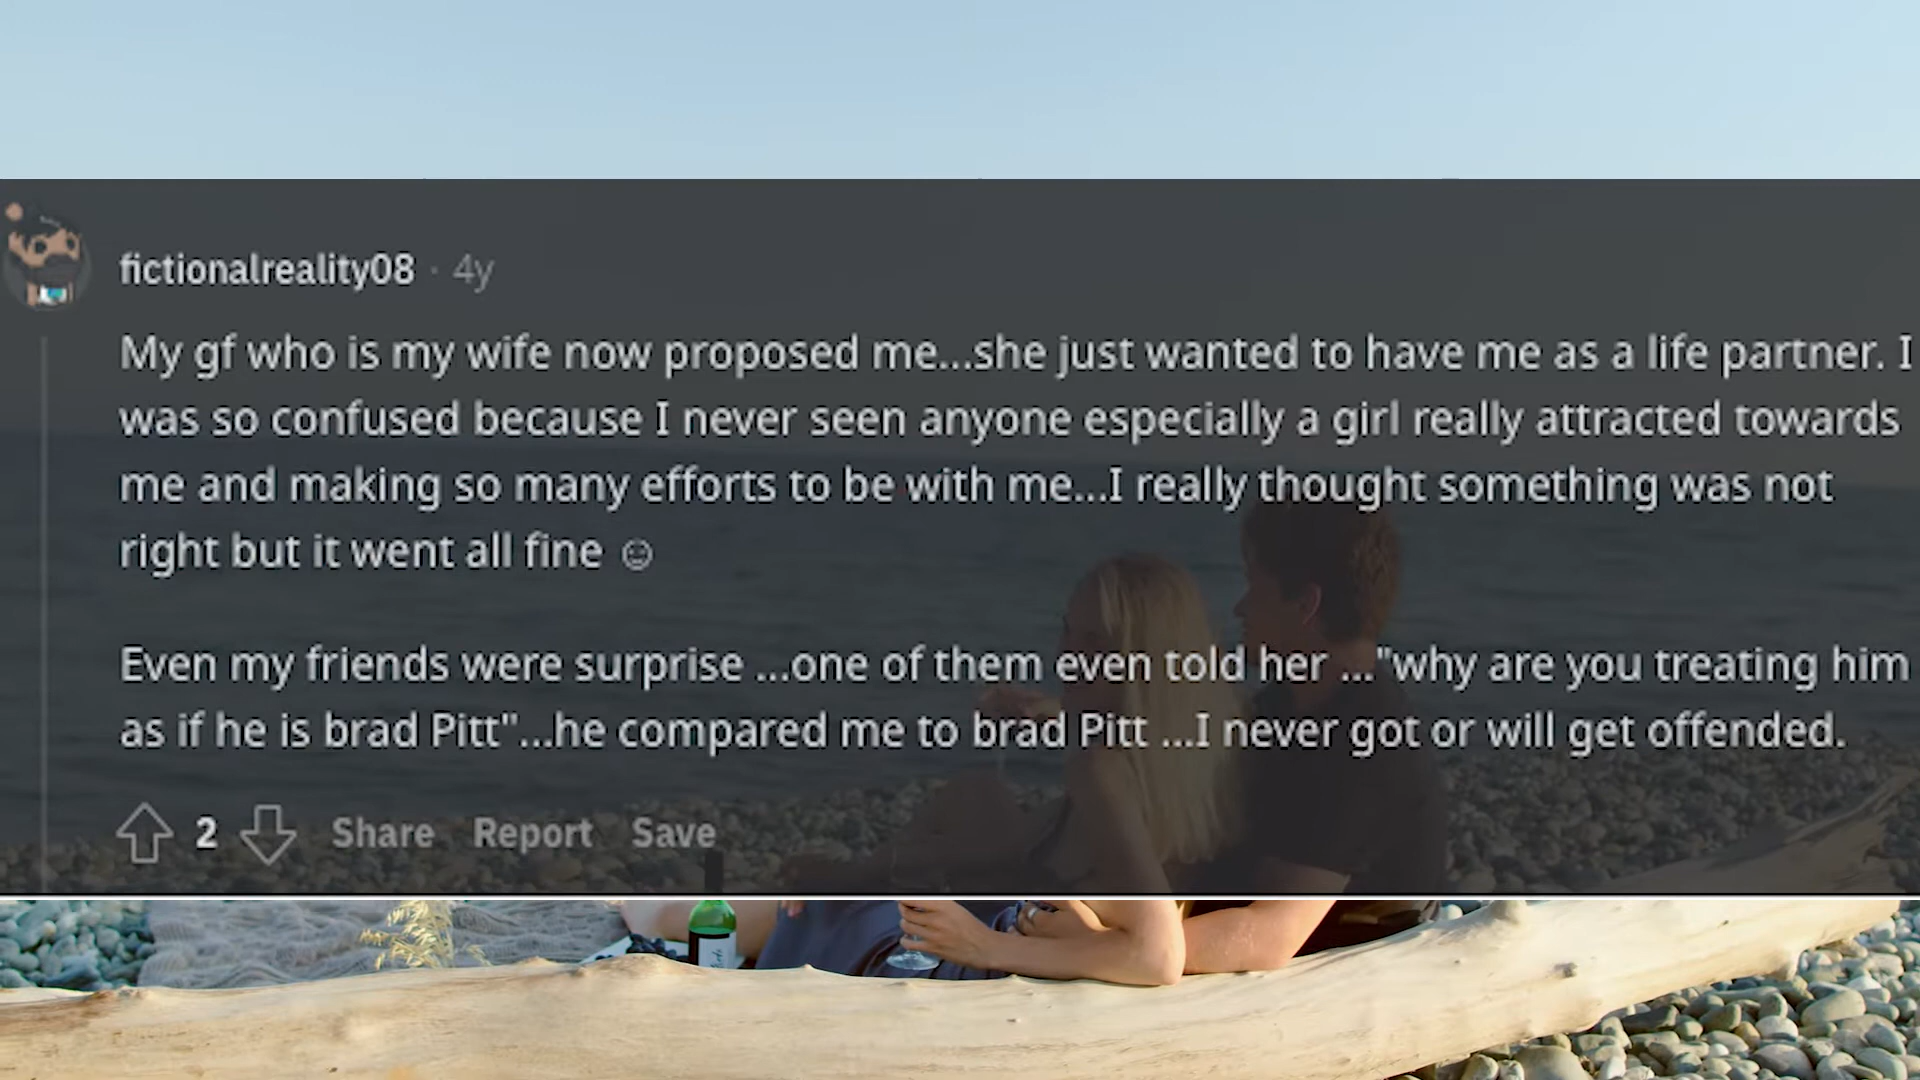 fictionalreality08 · 4y
My gf who is my wife now proposed me...she just wanted to have me as a life partner. I
was so confused because I never seen anyone especially a girl really attracted towards
me and making so many efforts to be with me...I really thought something was not
right but it went all fine ☺
Even my friends were surprise ...one of them even told her ..."why are you treating him
as if he is brad Pitt"...he compared me to brad Pitt ...I never got or will get offended.
2 Share Report Save